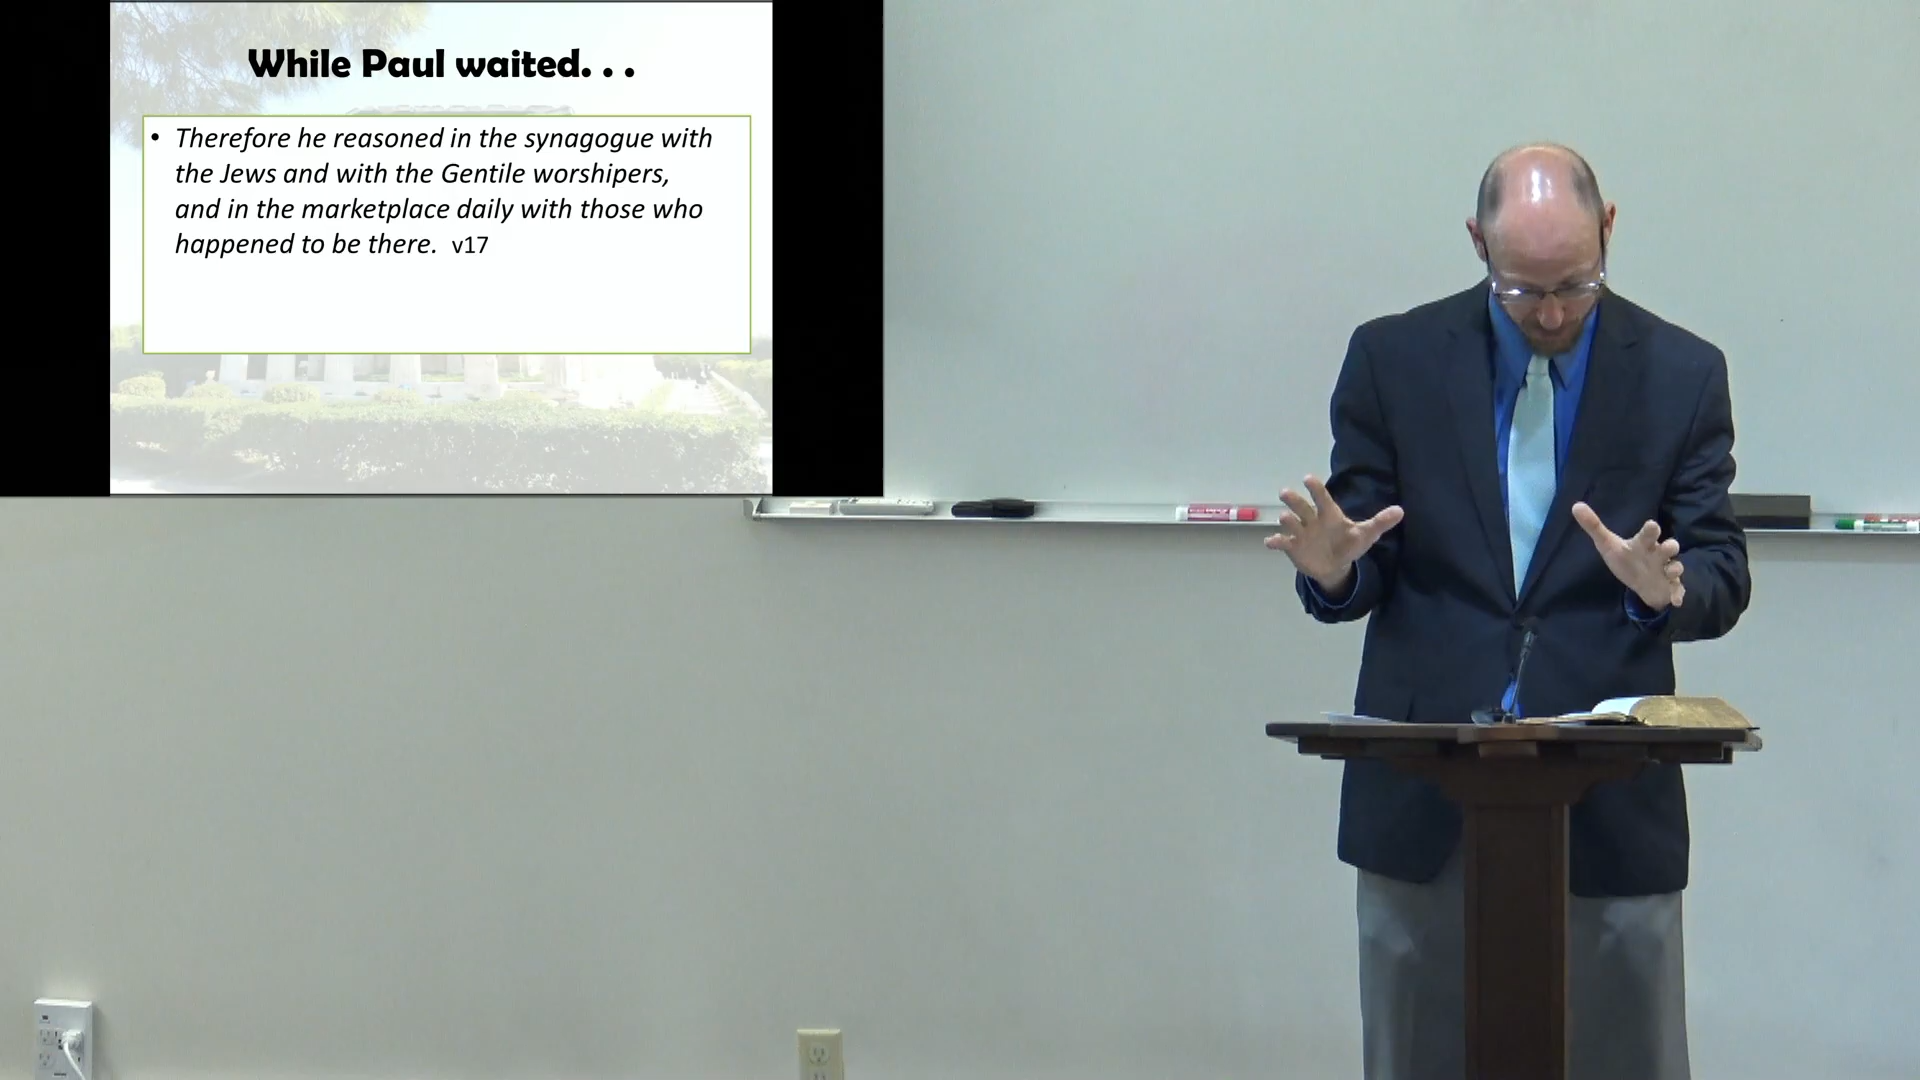 While Paul waited. . .
• Therefore he reasoned in the synagogue with
the Jews and with the Gentile worshipers,
and in the marketplace daily with those who
happened to be there. v17